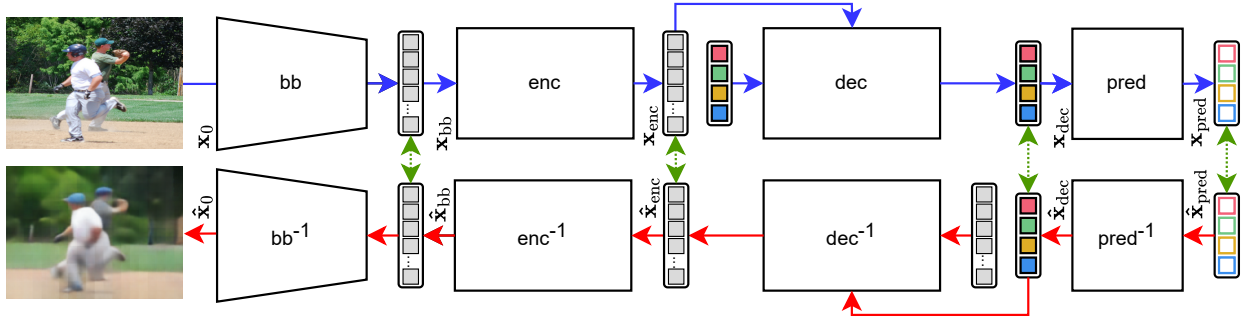 bb
enc
dec
pred
x₀
x_bb
x_enc
x_dec
x_pred
x̂₀
x̂_bb
x̂_enc
x̂_dec
x̂_pred
bb⁻¹
enc⁻¹
dec⁻¹
pred⁻¹